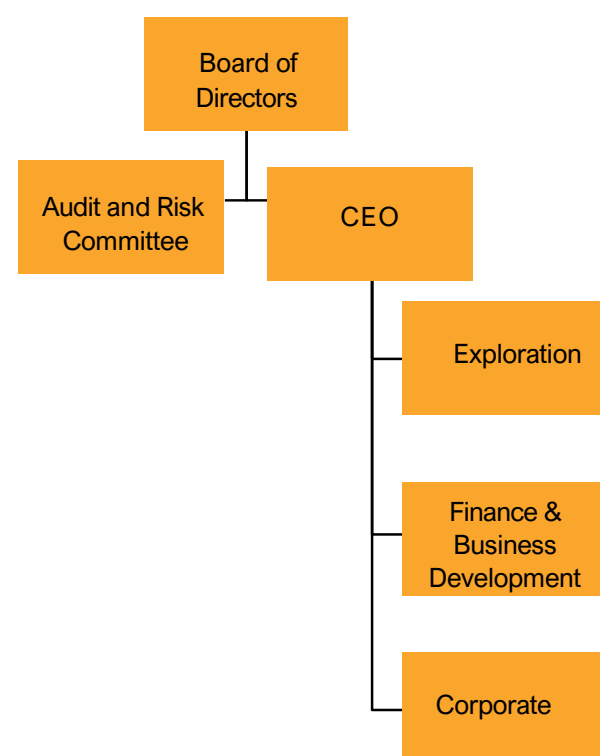 Board of
Directors
Audit and Risk
Committee
CEO
Exploration
Finance &
Business
Development
Corporate